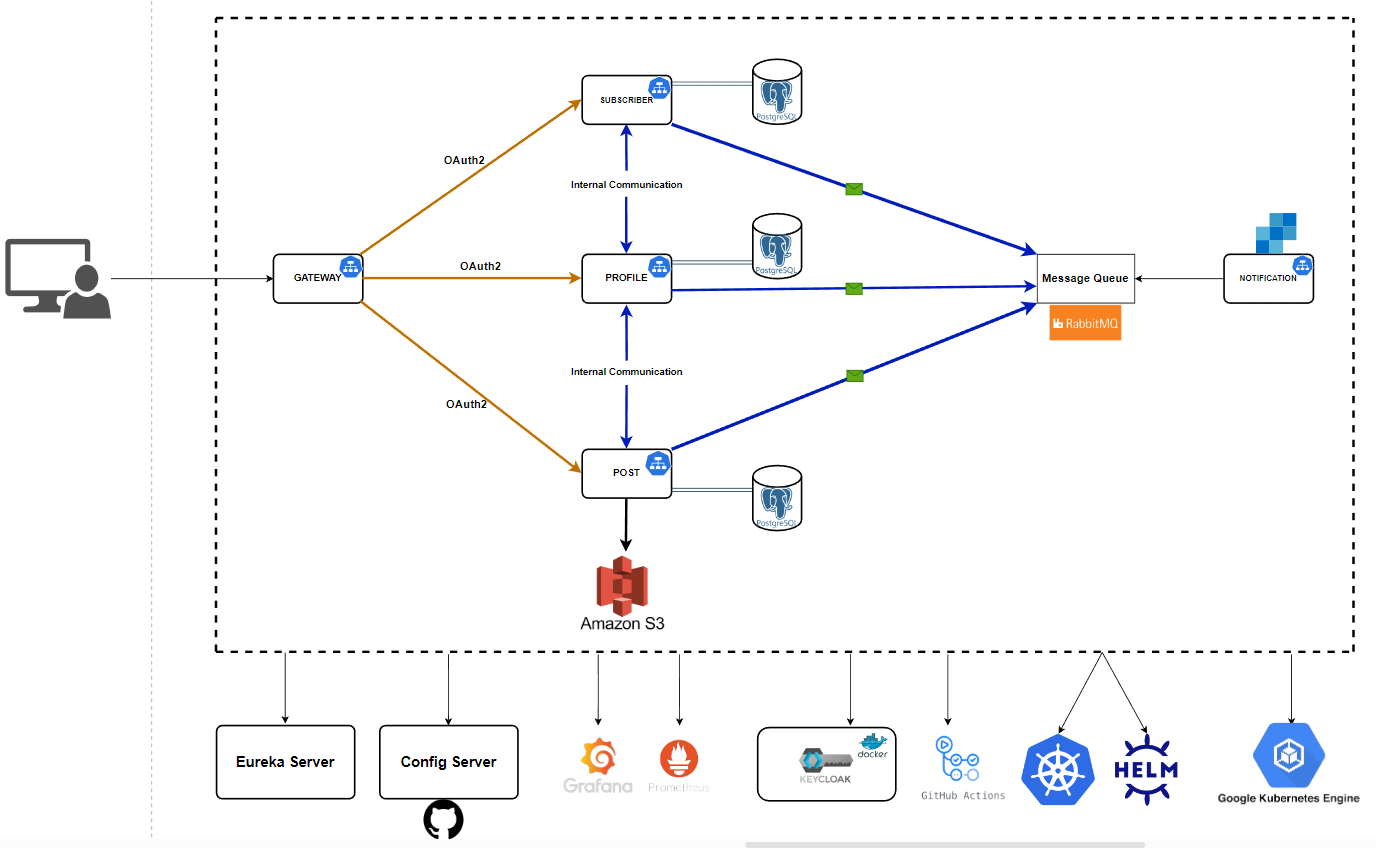 SUBSCRIBER
PostgreSQL
OAuth2
Internal Communication
GATEWAY
OAuth2
PROFILE
PostgreSQL
Message Queue
RabbitMQ
NOTIFICATION
Internal Communication
OAuth2
POST
PostgreSQL
Amazon S3
Eureka Server
Config Server
Grafana
Prometheus
docker
KEYCLOAK
GitHub Actions
HELM
Google Kubernetes Engine